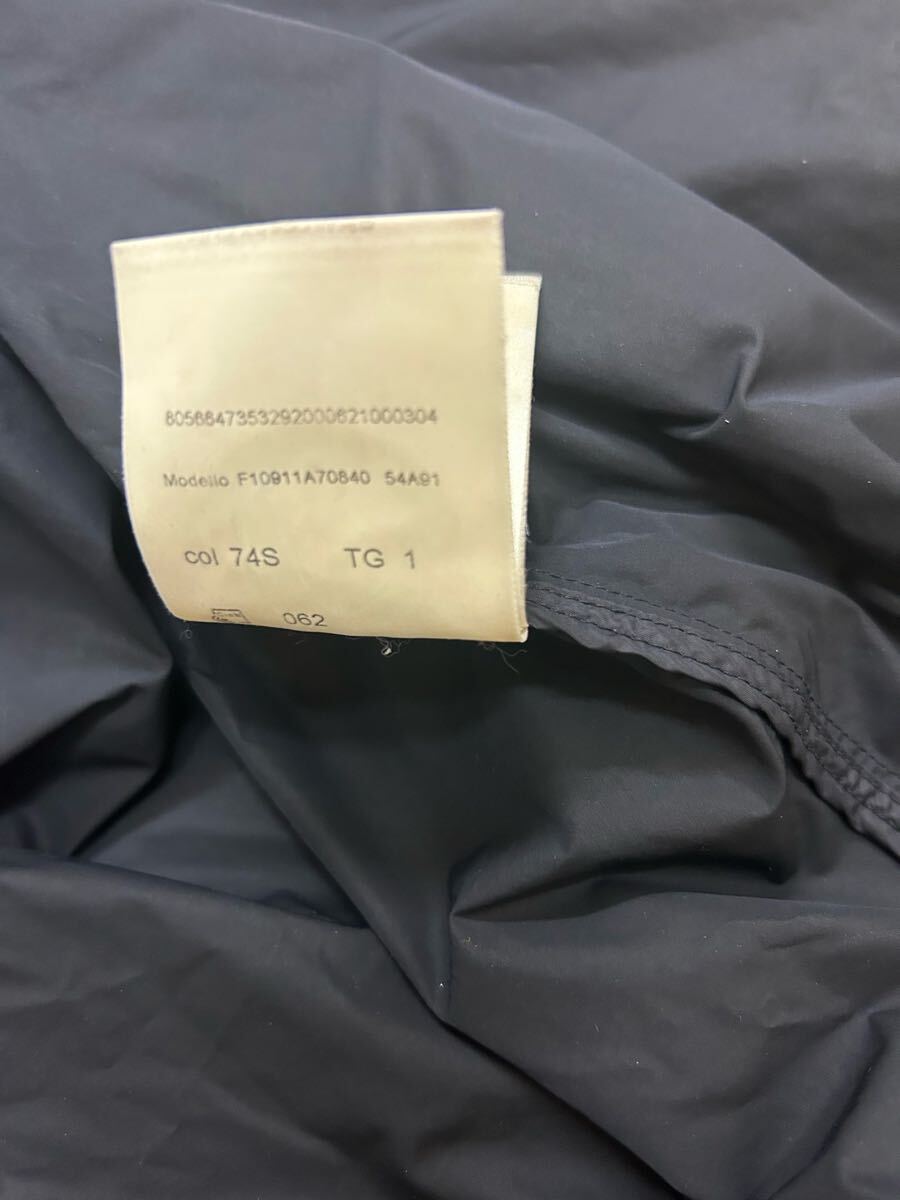 8056647353292000621000304
Modello F10911A70840 54A91
col 74S TG 1
062